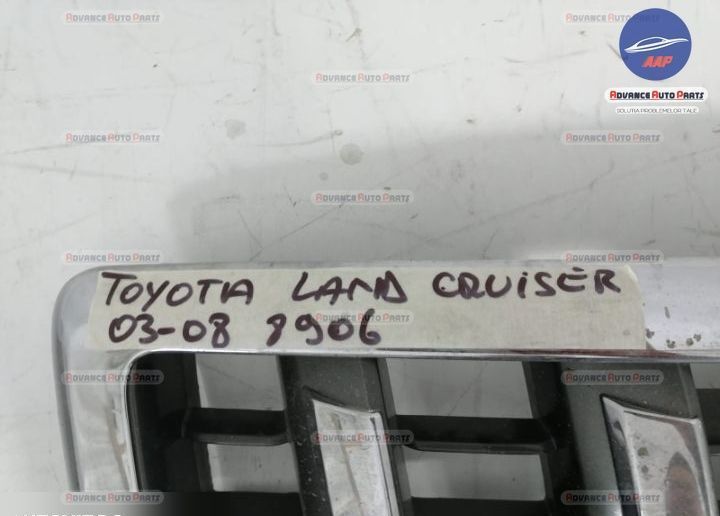 AAP
ADVANCE AUTO PARTS
SOLUTIA PROBLEMELOR TALE
TOYOTA LAND CRUISER
03-08 8906